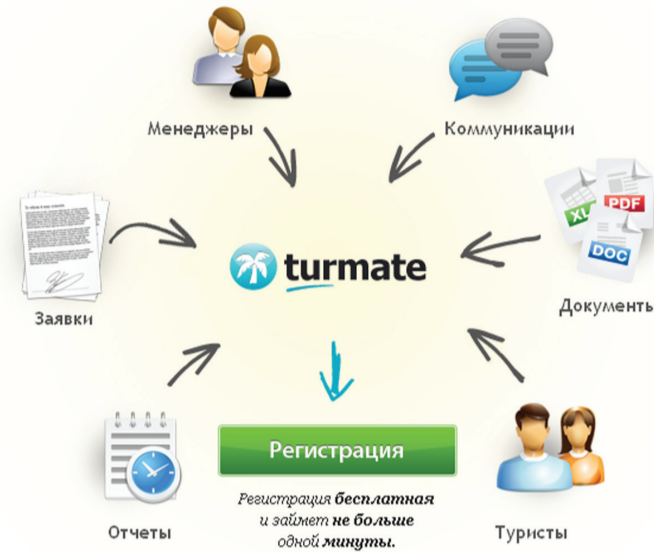 Менеджеры
Коммуникации
XL
PDF
DOC
turmate
Заявки
Документы
Регистрация
Регистрация бесплатная
и займет не больше
одной минуты.
Отчеты
Туристы